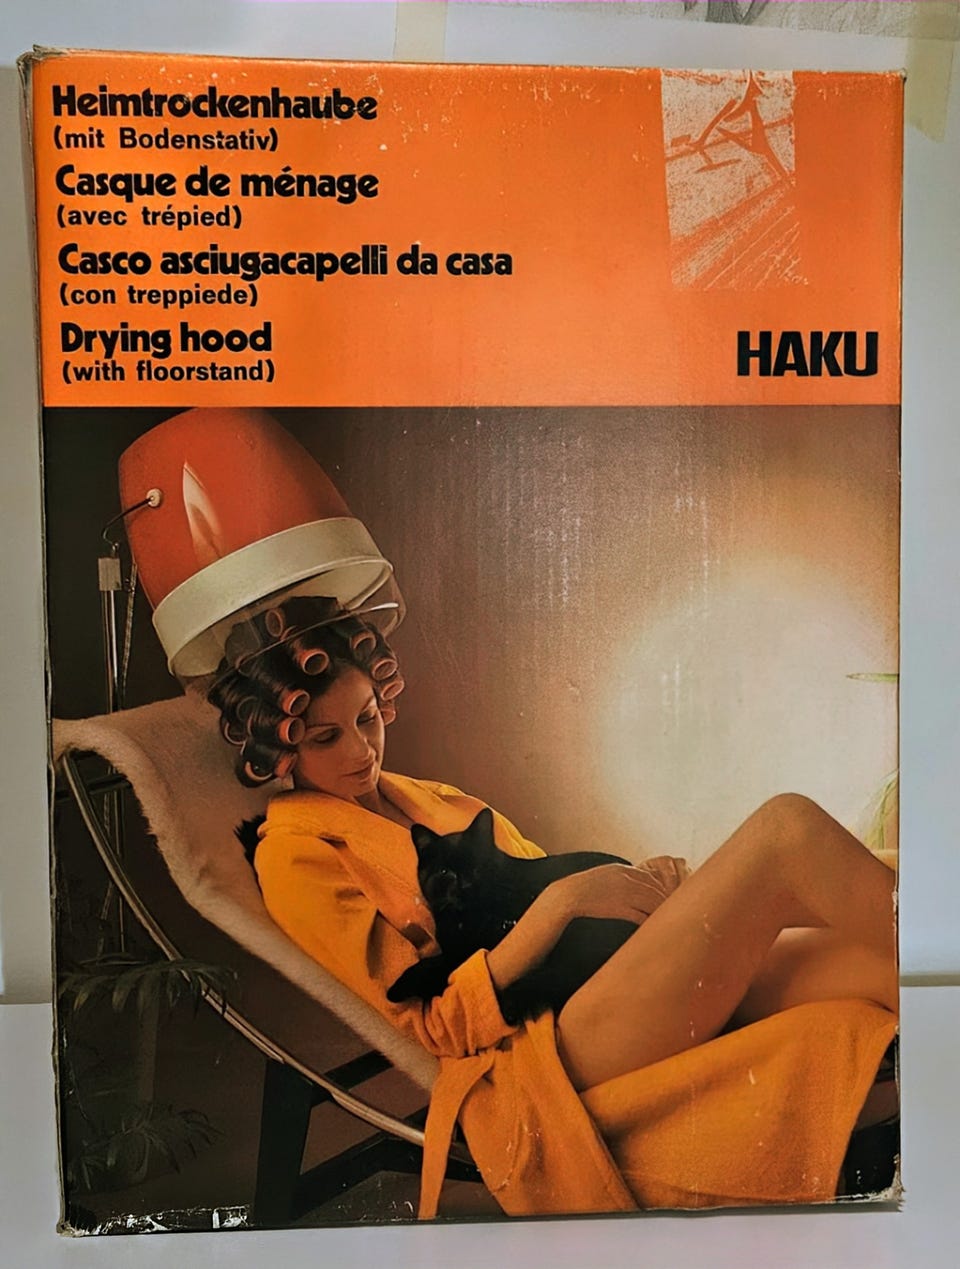 Heimtrockenhaube
(mit Bodenstativ)
Casque de ménage
(avec trépied)
Casco asciugacapelli da casa
(con treppiede)
Drying hood
(with floorstand)
HAKU